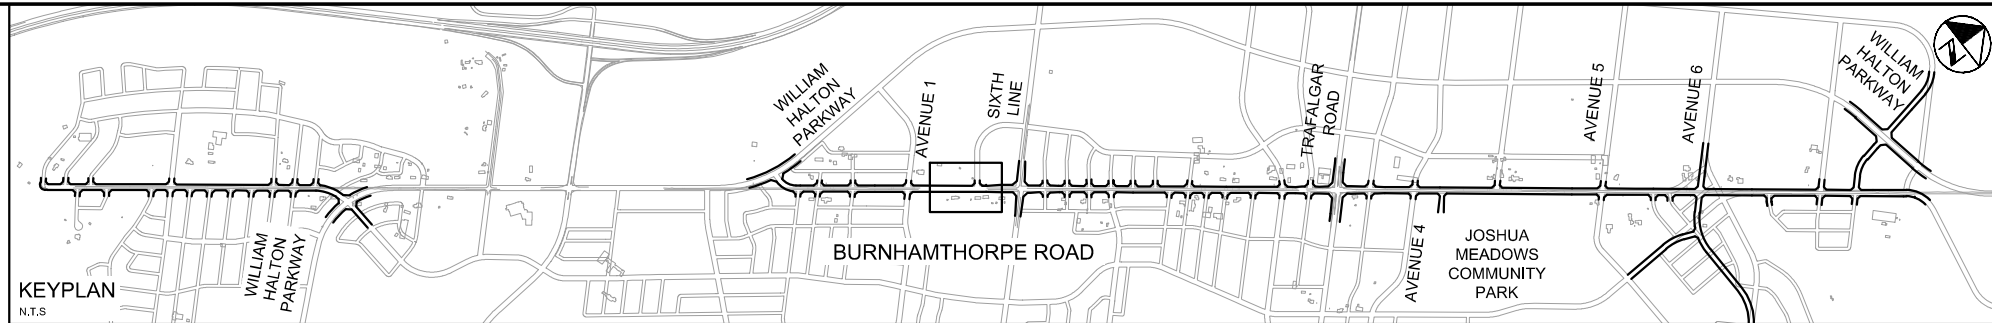 WILLIAM
HALTON
PARKWAY
AVENUE 1
SIXTH
LINE
TRAFALGAR
ROAD
AVENUE 5
AVENUE 6
WILLIAM
HALTON
PARKWAY
N
WILLIAM
HALTON
PARKWAY
BURNHAMTHORPE ROAD
AVENUE 4
JOSHUA
MEADOWS
COMMUNITY
PARK
KEYPLAN
N.T.S